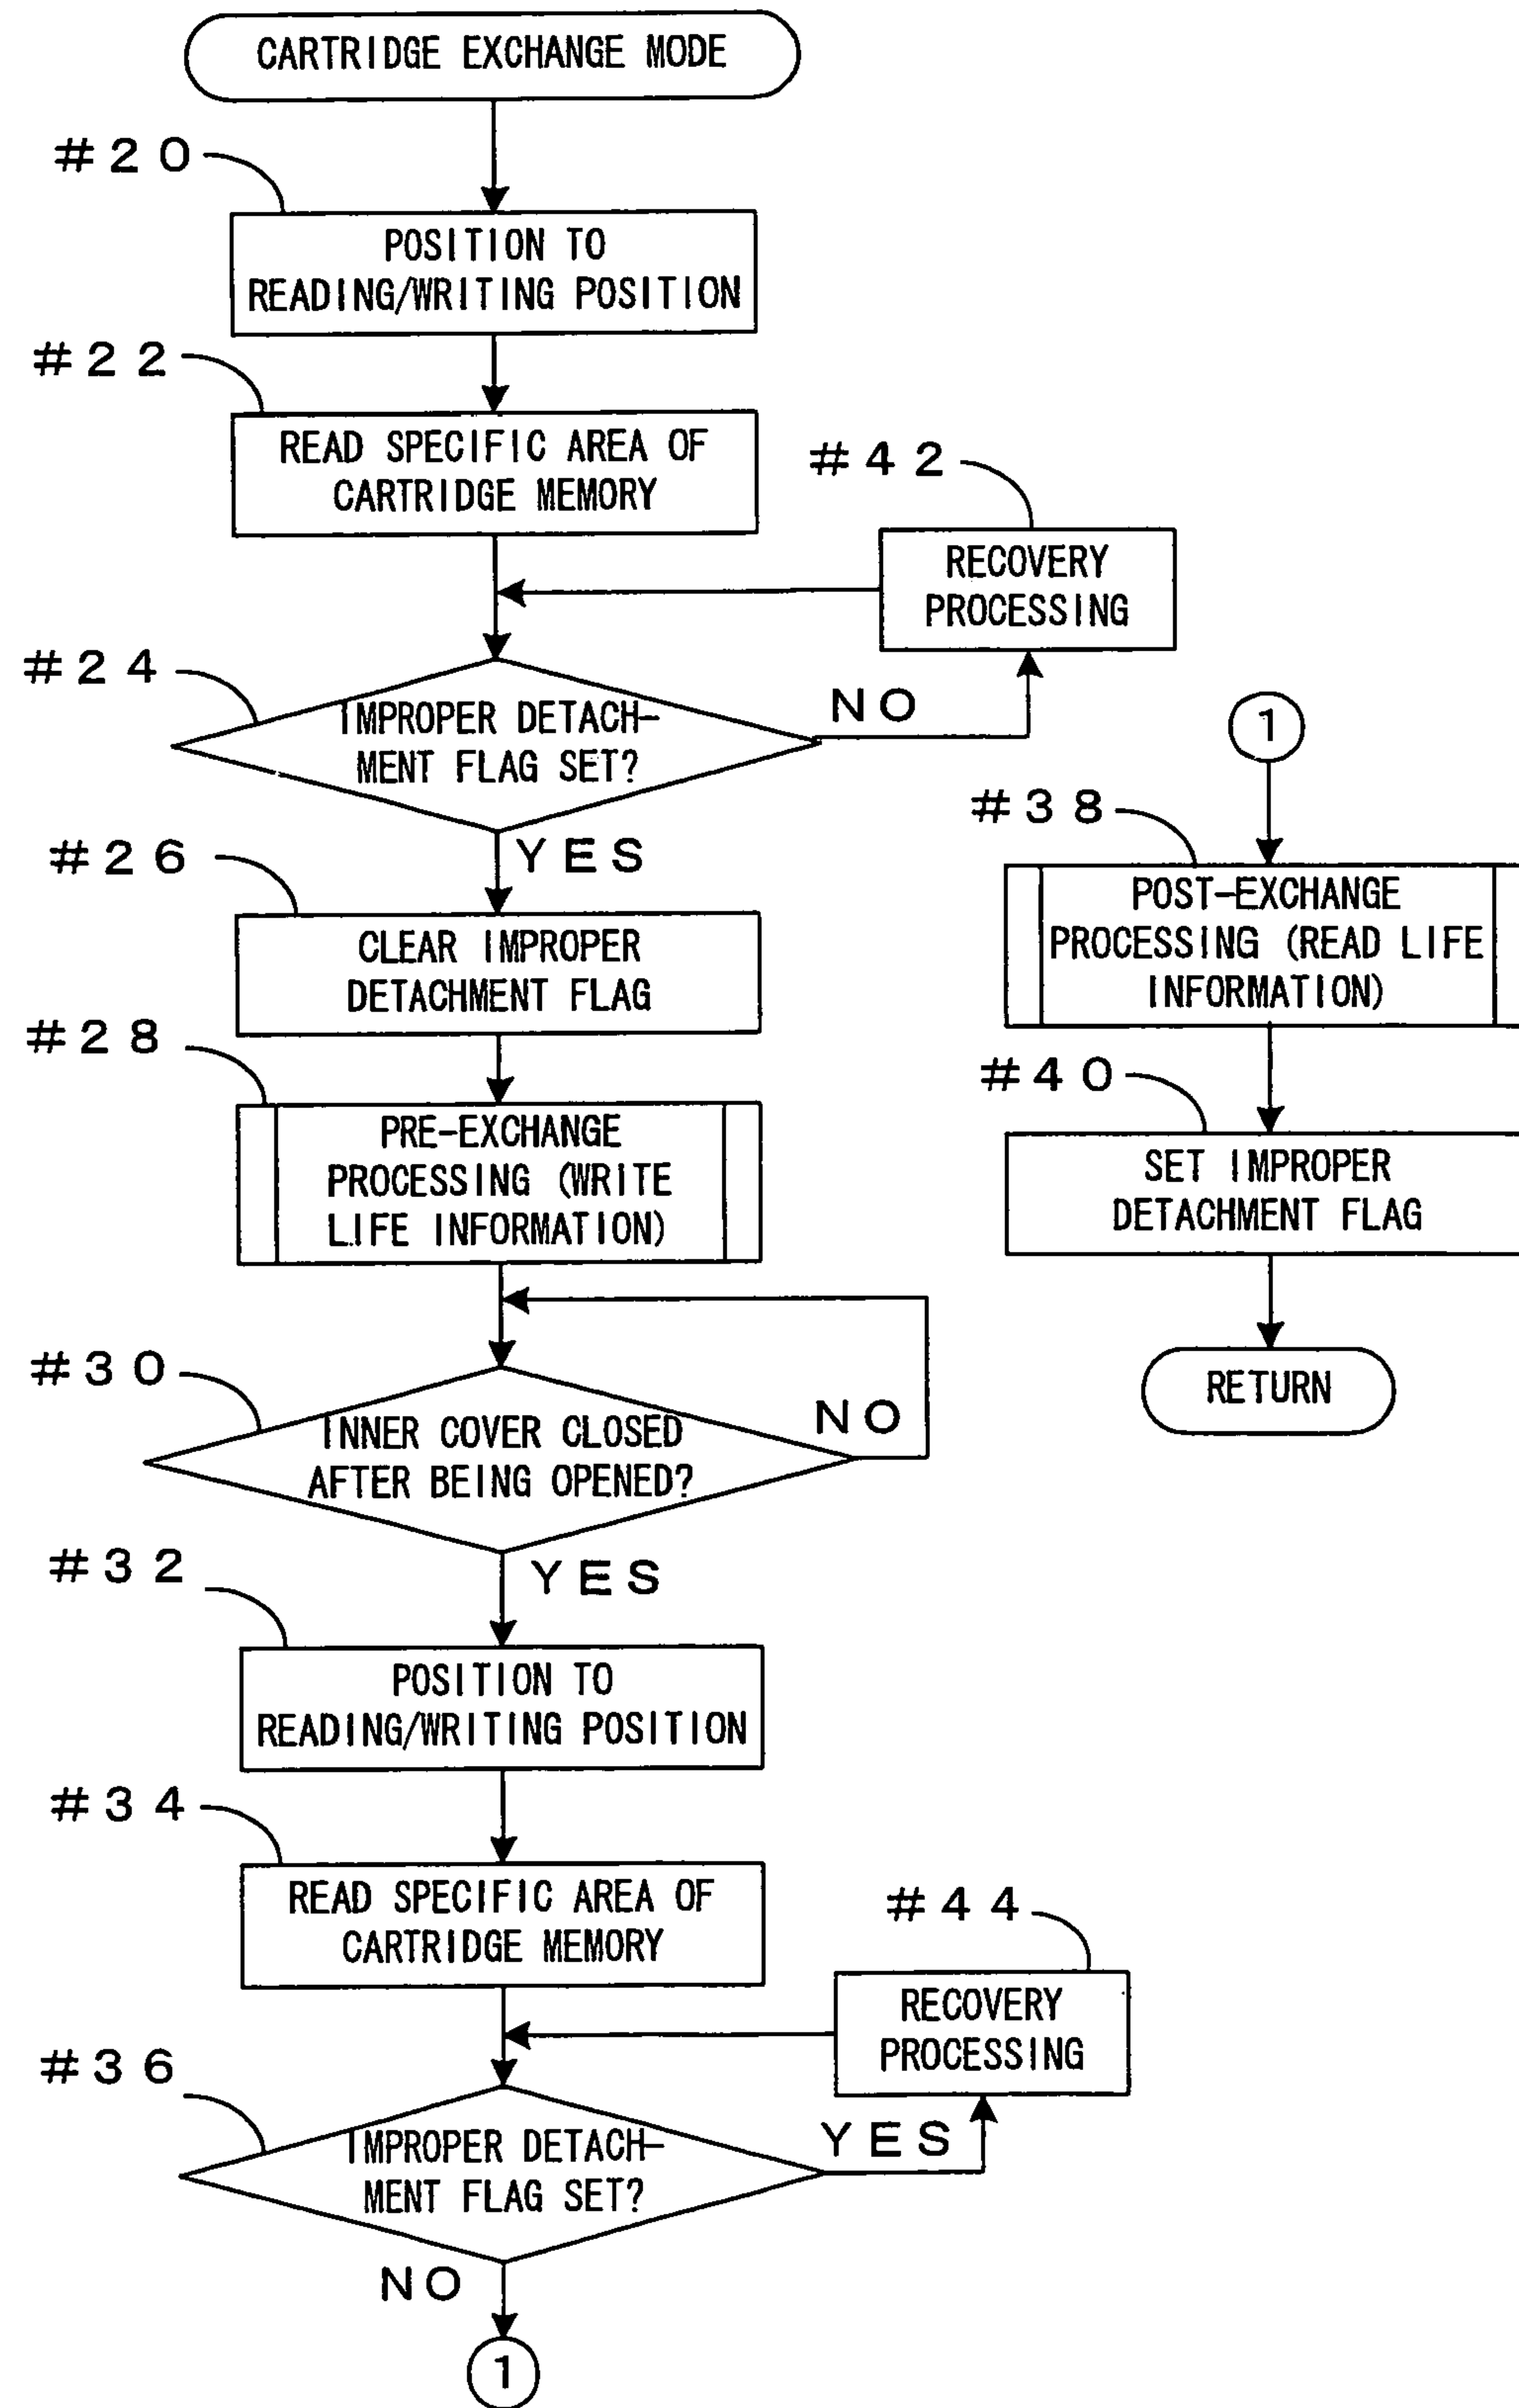 CARTRIDGE EXCHANGE MODE
#20
POSITION TO
READING/WRITING POSITION
#22
READ SPECIFIC AREA OF
CARTRIDGE MEMORY
#42
RECOVERY
PROCESSING
#24
IMPROPER DETACH-
MENT FLAG SET?
NO
YES
#26
CLEAR IMPROPER
DETACHMENT FLAG
#28
PRE-EXCHANGE
PROCESSING (WRITE
LIFE INFORMATION)
#30
INNER COVER CLOSED
AFTER BEING OPENED?
NO
YES
#32
POSITION TO
READING/WRITING POSITION
#34
READ SPECIFIC AREA OF
CARTRIDGE MEMORY
#44
RECOVERY
PROCESSING
#36
IMPROPER DETACH-
MENT FLAG SET?
YES
NO
1
1
#38
POST-EXCHANGE
PROCESSING (READ LIFE
INFORMATION)
#40
SET IMPROPER
DETACHMENT FLAG
RETURN